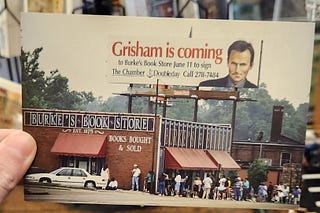 Grisham is coming
to Burke's Book Store June 11 to sign
The Chamber Doubleday Call 278-7484
BURKE'S·BOOK·STORE
EST. 1875
BOOKS BOUGHT
& SOLD